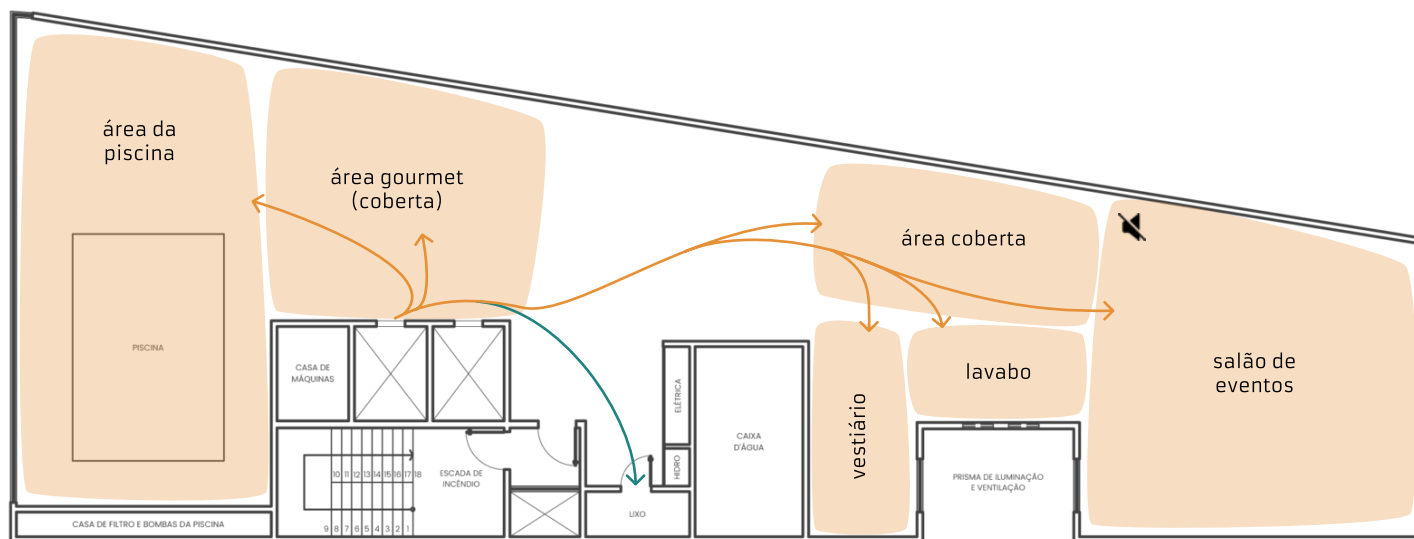 área da
piscina
área gourmet
(coberta)
área coberta
salão de
eventos
lavabo
vestiário
PISCINA
CASA DE
MÁQUINAS
ELÉTRICA
CAIXA
D'ÁGUA
HIDRO
ESCADA DE
INCÊNDIO
10 11 12 13 14 15 16 17 18
9 8 7 6 5 4 3 2 1
LIXO
PRISMA DE ILUMINAÇÃO
E VENTILAÇÃO
CASA DE FILTRO E BOMBAS DA PISCINA